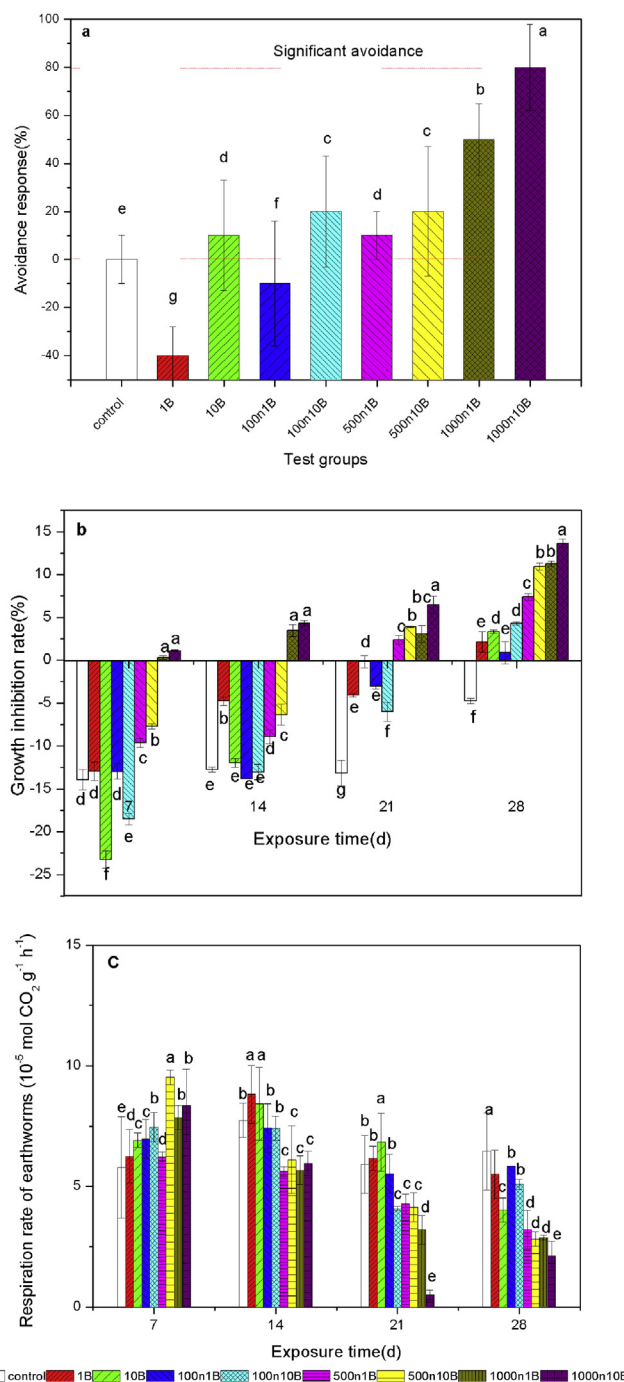 a
Significant avoidance
Avoidance response(%)
100
80
60
40
20
0
-20
-40
e
g
d
f
c
d
c
b
a
control
1B
10B
100n1B
100n10B
500n1B
500n10B
1000n1B
1000n10B
Test groups
b
Growth inhibition rate(%)
15
10
5
0
-5
-10
-15
-20
-25
d d f d e c b a a
e b e e e d c a a
g e d e f c b bc a
f e d e d c b b a
7 14 21 28
Exposure time(d)
C
Respiration rate of earthworms (10⁻⁵ mol CO₂ g⁻¹ h⁻¹)
15
10
5
0
e d c c b d a b b
b a a b b c c c c
b b a b c c c d e
a b c b b d d d e
7 14 21 28
Exposure time(d)
control 1B 10B 100n1B 100n10B 500n1B 500n10B 1000n1B 1000n10B